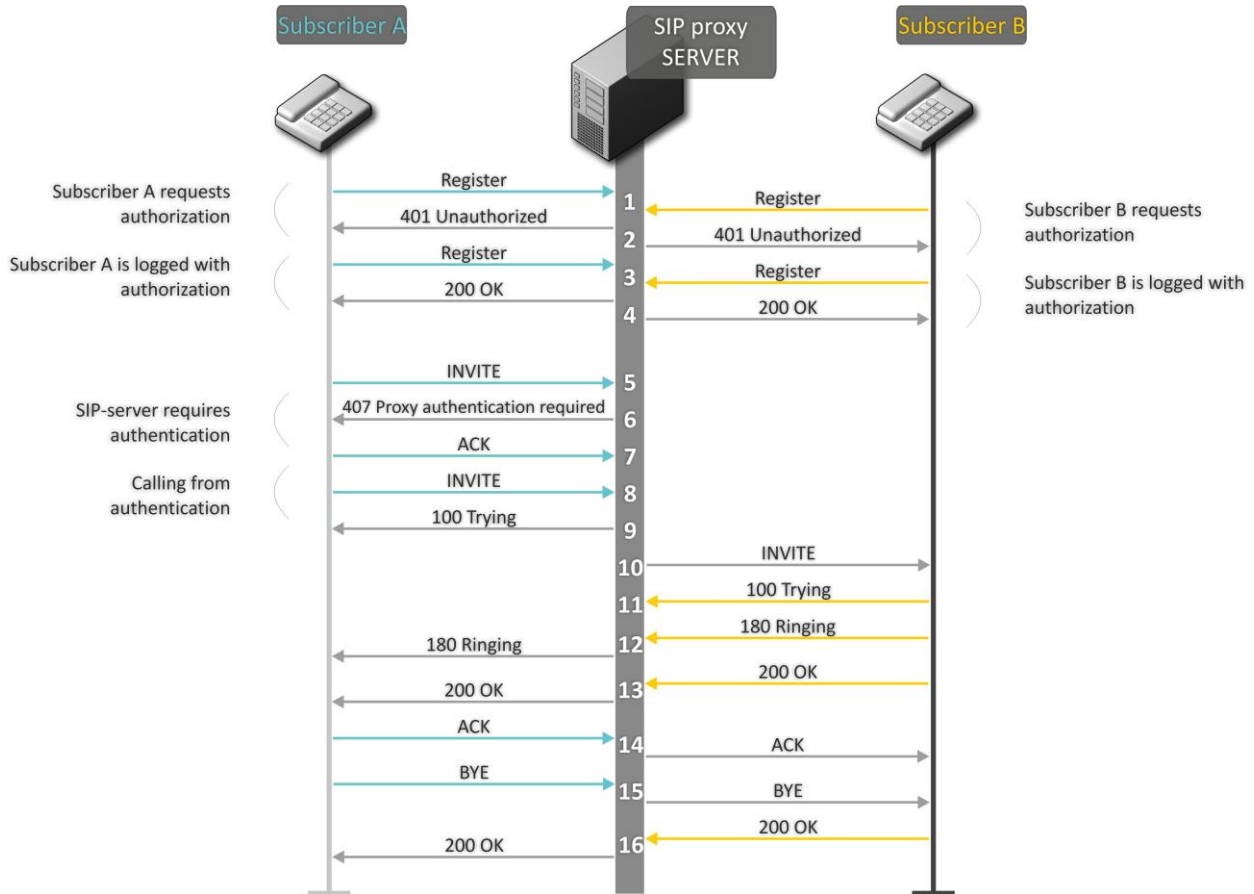 Subscriber A
SIP proxy
SERVER
Subscriber B
Subscriber A requests
authorization
Register
1
Register
Subscriber B requests
authorization
401 Unauthorized
2
401 Unauthorized
Subscriber A is logged with
authorization
Register
3
Register
Subscriber B is logged with
authorization
200 OK
4
200 OK
INVITE
5
SIP-server requires
authentication
407 Proxy authentication required
6
ACK
7
Calling from
authentication
INVITE
8
100 Trying
9
INVITE
10
100 Trying
11
180 Ringing
12
180 Ringing
200 OK
13
200 OK
ACK
14
ACK
BYE
15
BYE
200 OK
16
200 OK